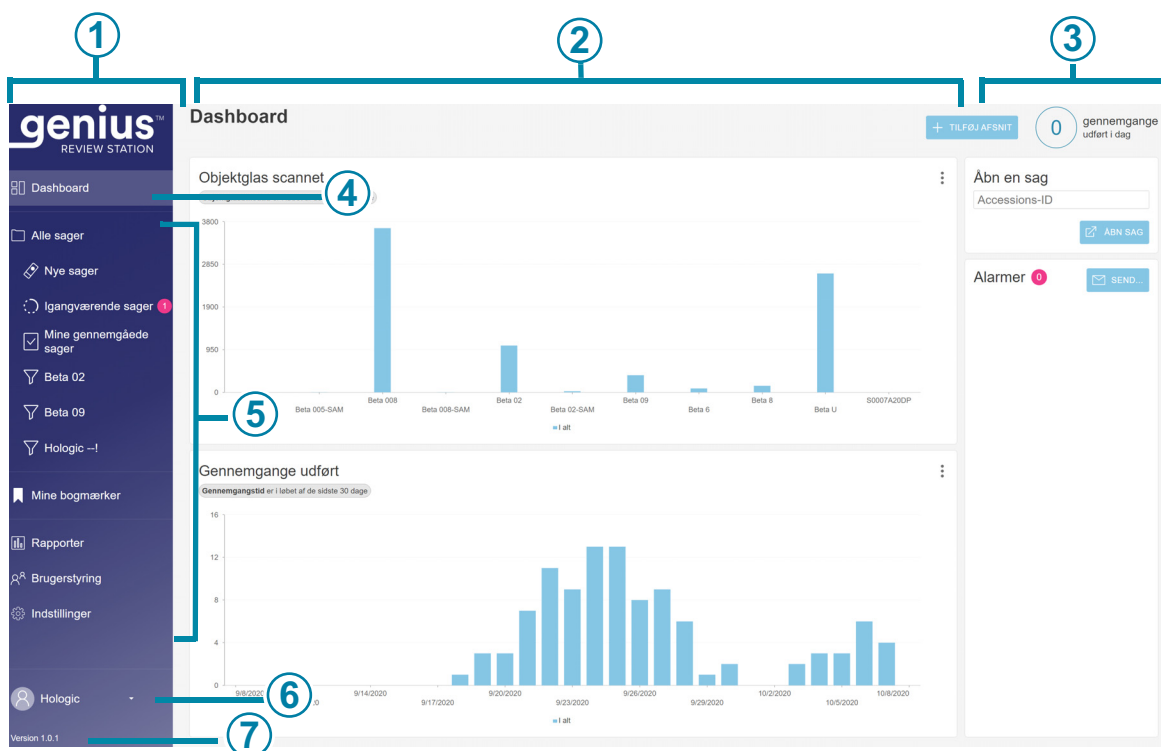 1
2
3
genius™
REVIEW STATION
Dashboard
Alle sager
Nye sager
Igangværende sager 1
Mine gennemgåede
sager
Beta 02
Beta 09
Hologic --!
Mine bogmærker
Rapporter
Brugerstyring
Indstillinger
Hologic
Version 1.0.1
4
5
6
7
Dashboard
+ TILFØJ AFSNIT
0
gennemgange
udført i dag
Objektglas scannet
3800
2850
1900
950
0
Beta 005-SAM
Beta 008
Beta 008-SAM
Beta 02
Beta 02-SAM
Beta 09
Beta 6
Beta 8
Beta U
S0007A20DP
I alt
Gennemgange udført
Gennemgangstid er i løbet af de sidste 30 dage
16
12
8
4
0
9/8/2020
9/14/2020
9/17/2020
9/20/2020
9/23/2020
9/26/2020
9/29/2020
10/2/2020
10/5/2020
10/8/2020
I alt
Åbn en sag
Accessions-ID
ÅBN SAG
Alarmer 0
SEND...